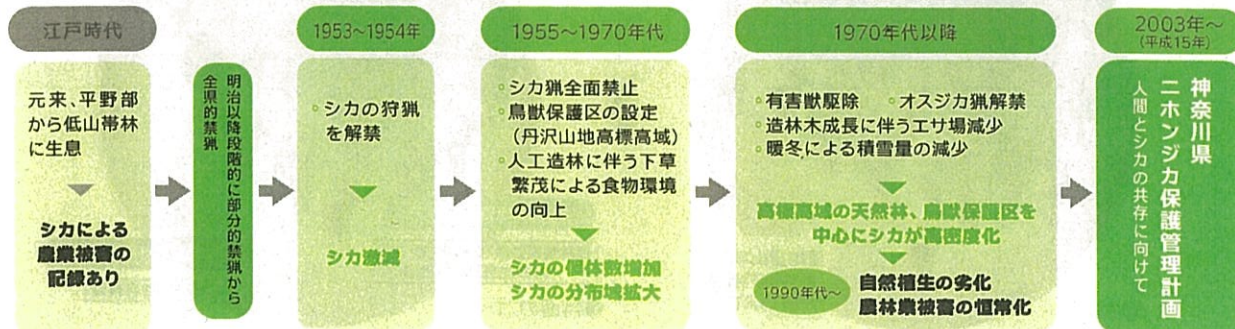 江戸時代
元来、平野部
から低山帯林
に生息
シカによる
農業被害の
記録あり
明治以降段階的に部分的禁猟から
全県的禁猟
1953〜1954年
◦シカの狩猟
を解禁
シカ激減
1955〜1970年代
◦シカ猟全面禁止
◦鳥獣保護区の設定
(丹沢山地高標高域)
◦人工造林に伴う下草
繁茂による食物環境
の向上
シカの個体数増加
シカの分布域拡大
1970年代以降
◦有害獣駆除 ◦オスジカ猟解禁
◦造林木成長に伴うエサ場減少
◦暖冬による積雪量の減少
高標高域の天然林、鳥獣保護区を
中心にシカが高密度化
1990年代〜
自然植生の劣化
農林業被害の恒常化
2003年〜
(平成15年)
神奈川県
ニホンジカ保護管理計画
人間とシカの共存に向けて